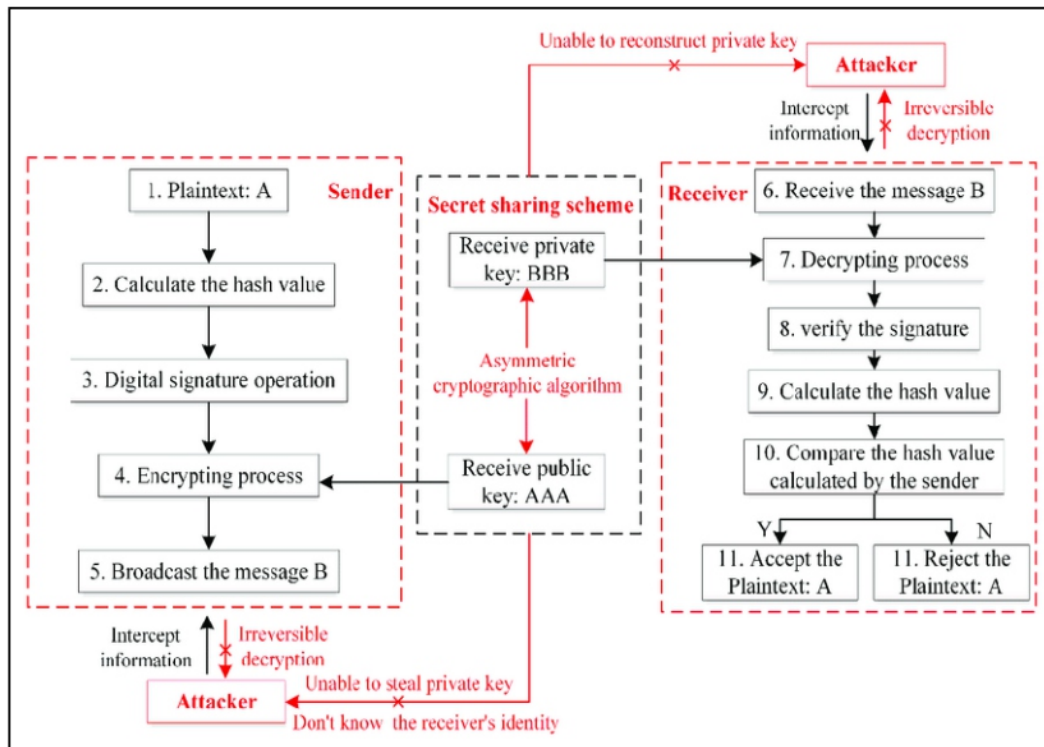 Unable to reconstruct private key
Attacker
Intercept
information
Irreversible
decryption
Sender
1. Plaintext: A
2. Calculate the hash value
3. Digital signature operation
4. Encrypting process
5. Broadcast the message B
Secret sharing scheme
Receive private
key: BBB
Asymmetric
cryptographic algorithm
Receive public
key: AAA
Receiver
6. Receive the message B
7. Decrypting process
8. verify the signature
9. Calculate the hash value
10. Compare the hash value
calculated by the sender
Y
N
11. Accept the
Plaintext: A
11. Reject the
Plaintext: A
Intercept
information
Irreversible
decryption
Attacker
Unable to steal private key
Don't know the receiver's identity